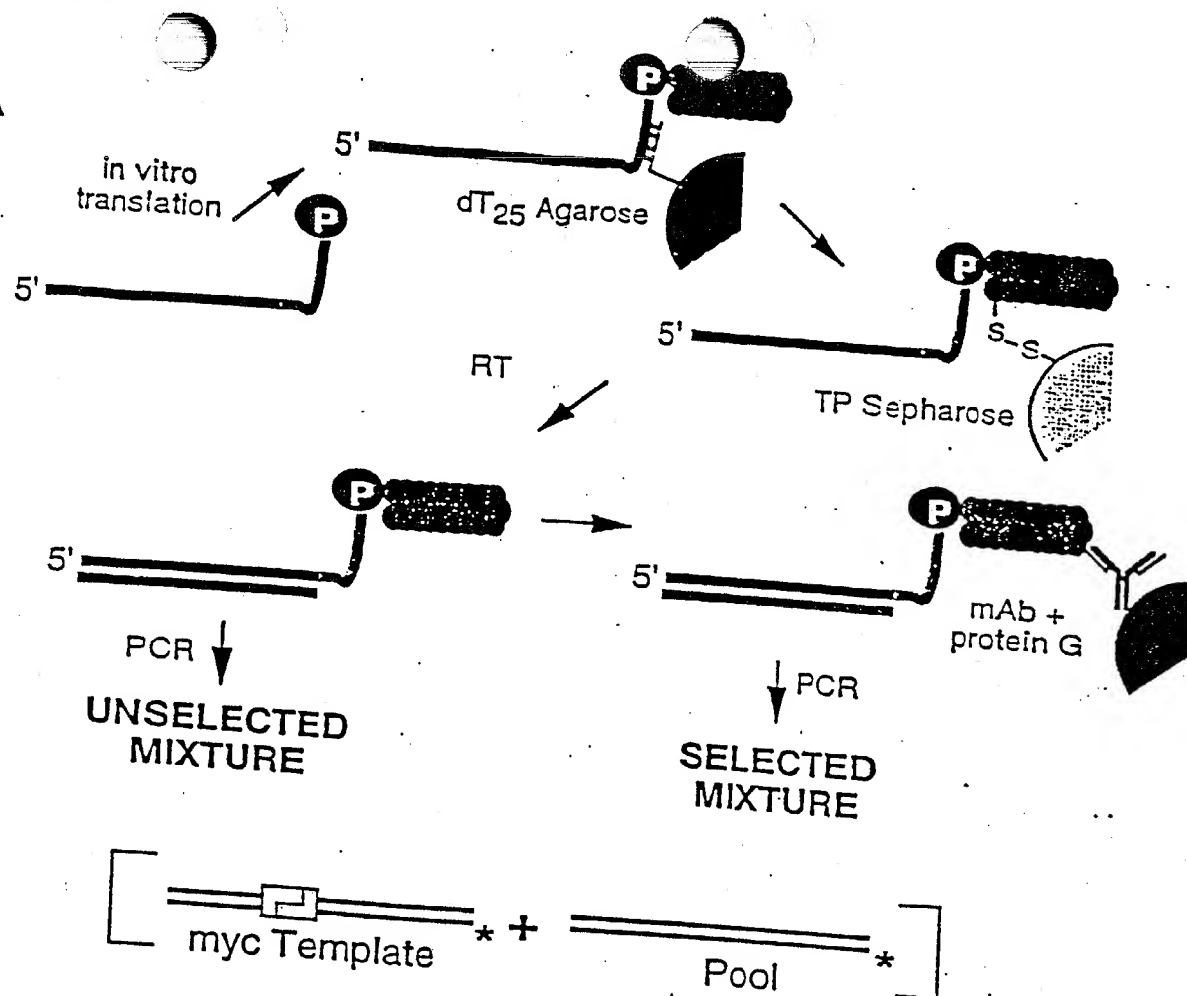 P
5'
in vitro
translation
dT25 Agarose
P
5'
P
5'
S-S
RT
TP Sepharose
P
5'
P
5'
mAb +
protein G
PCR
PCR
UNSELECTED
MIXTURE
SELECTED
MIXTURE
myc Template * +
Pool *